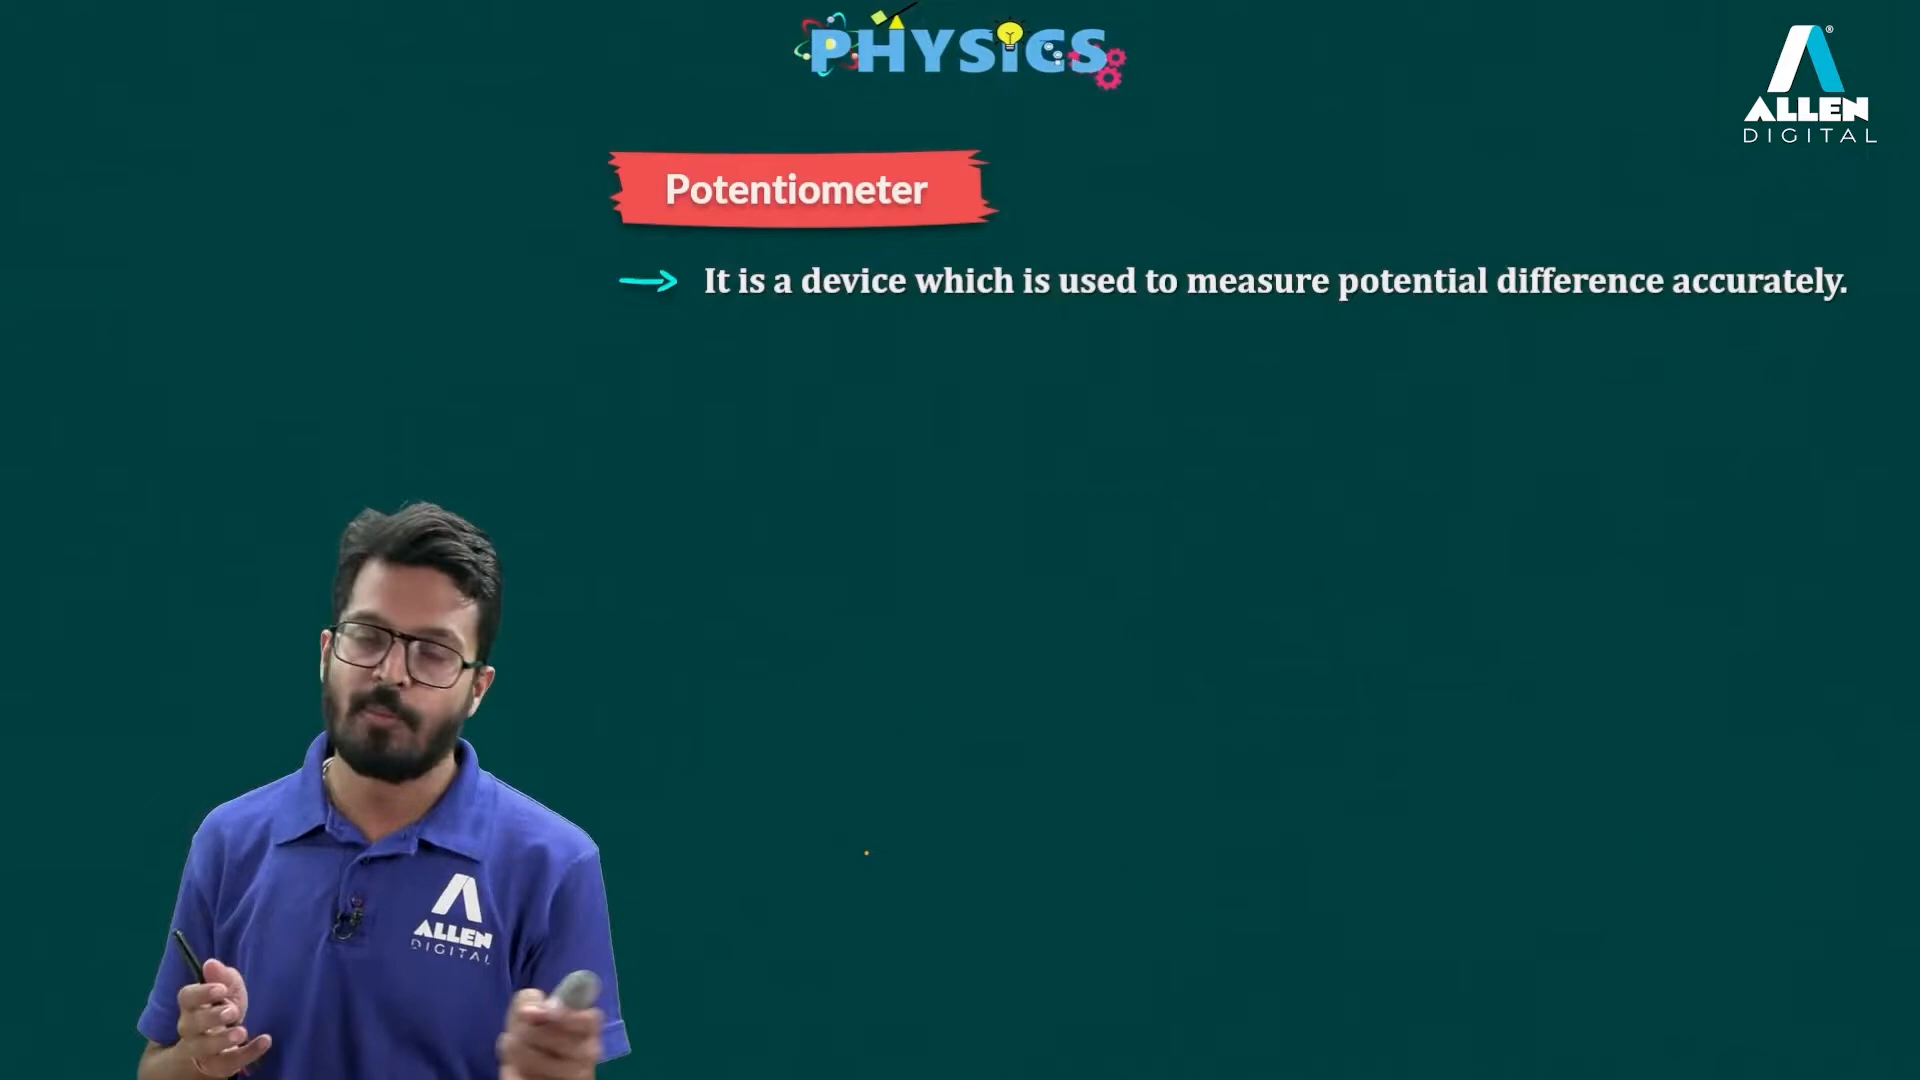 PHYSICS
ALLEN
DIGITAL
Potentiometer
It is a device which is used to measure potential difference accurately.
ALLEN
DIGITAL